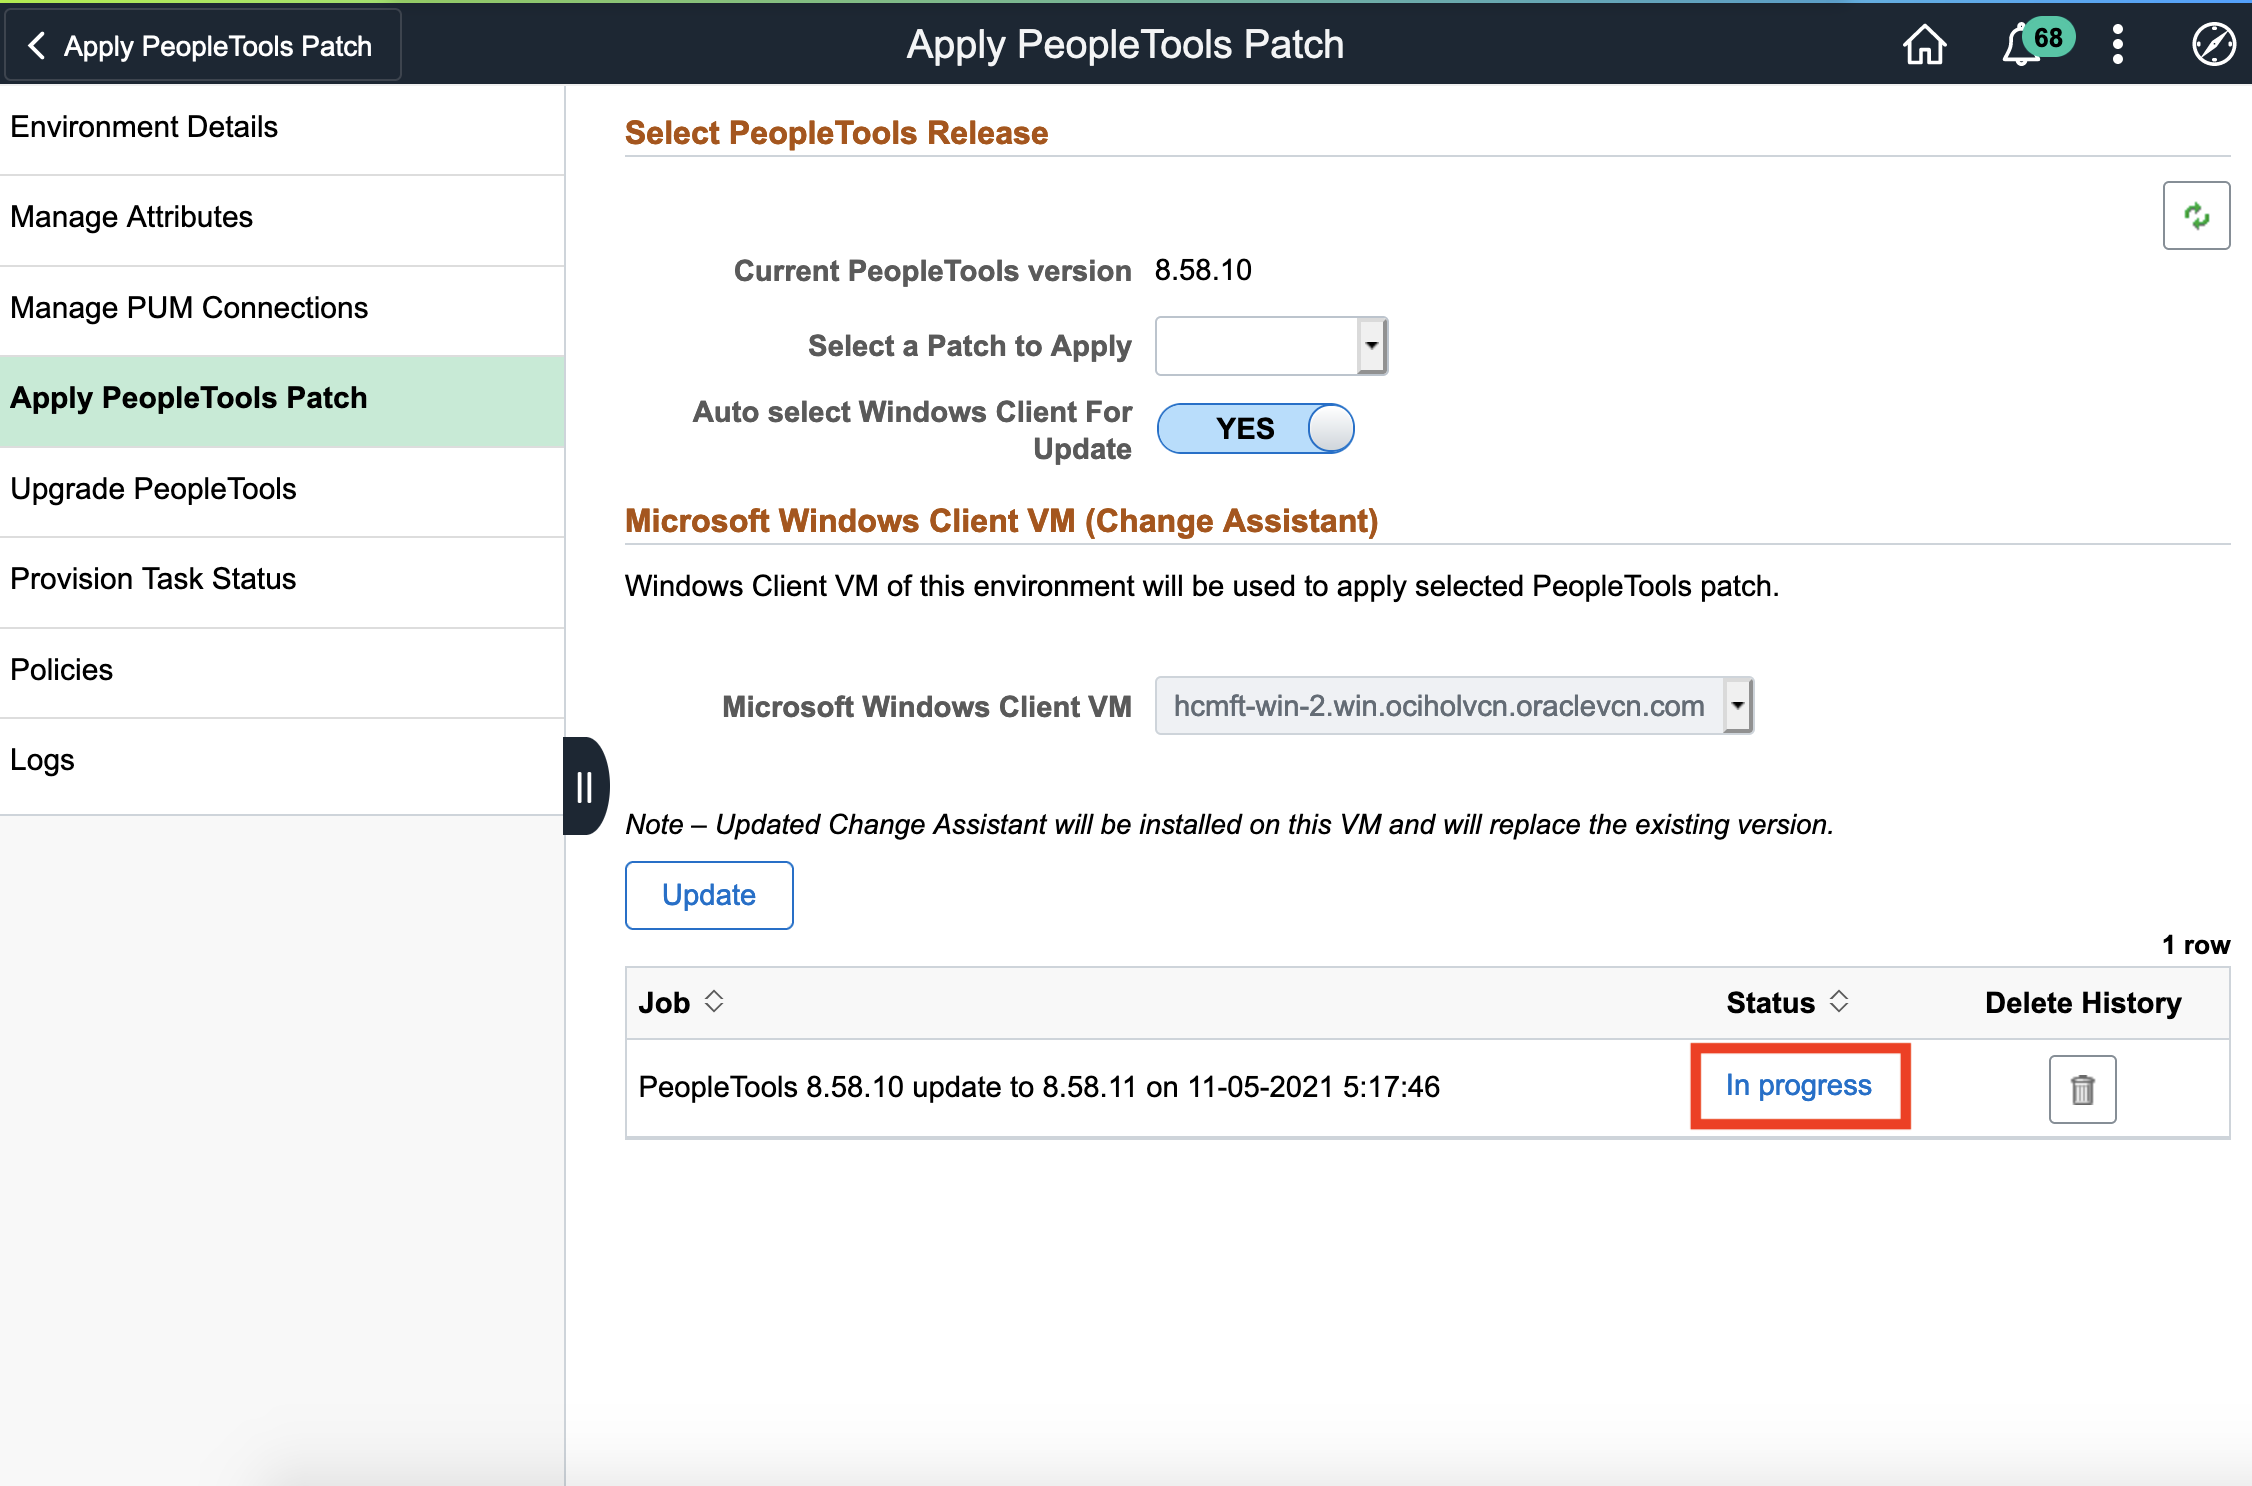 Apply PeopleTools Patch
Apply PeopleTools Patch
68
Environment Details
Manage Attributes
Manage PUM Connections
Apply PeopleTools Patch
Upgrade PeopleTools
Provision Task Status
Policies
Logs
Select PeopleTools Release
Current PeopleTools version 8.58.10
Select a Patch to Apply
Auto select Windows Client For
Update
YES
Microsoft Windows Client VM (Change Assistant)
Windows Client VM of this environment will be used to apply selected PeopleTools patch.
Microsoft Windows Client VM hcmft-win-2.win.ociholvcn.oraclevcn.com
Note – Updated Change Assistant will be installed on this VM and will replace the existing version.
Update
1 row
Job Status Delete History
PeopleTools 8.58.10 update to 8.58.11 on 11-05-2021 5:17:46 In progress